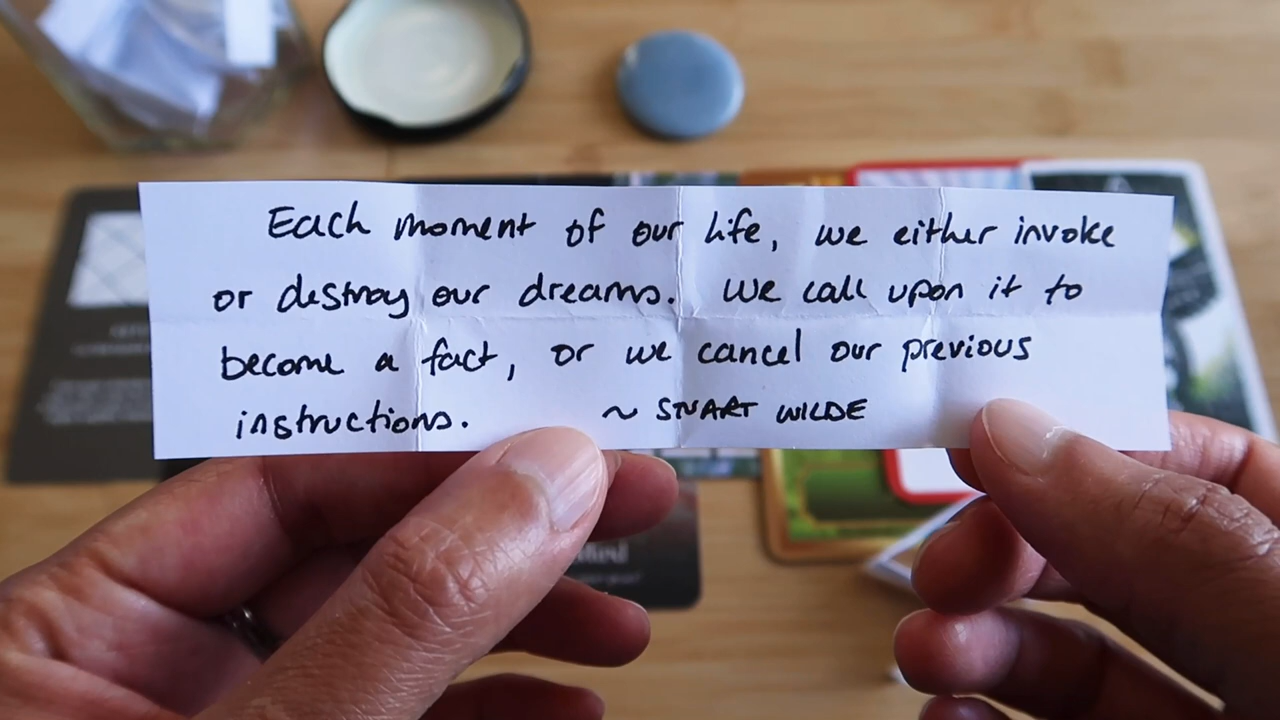 Each moment of our life, we either invoke
or destroy our dreams. We call upon it to
become a fact, or we cancel our previous
instructions. ~ STUART WILDE